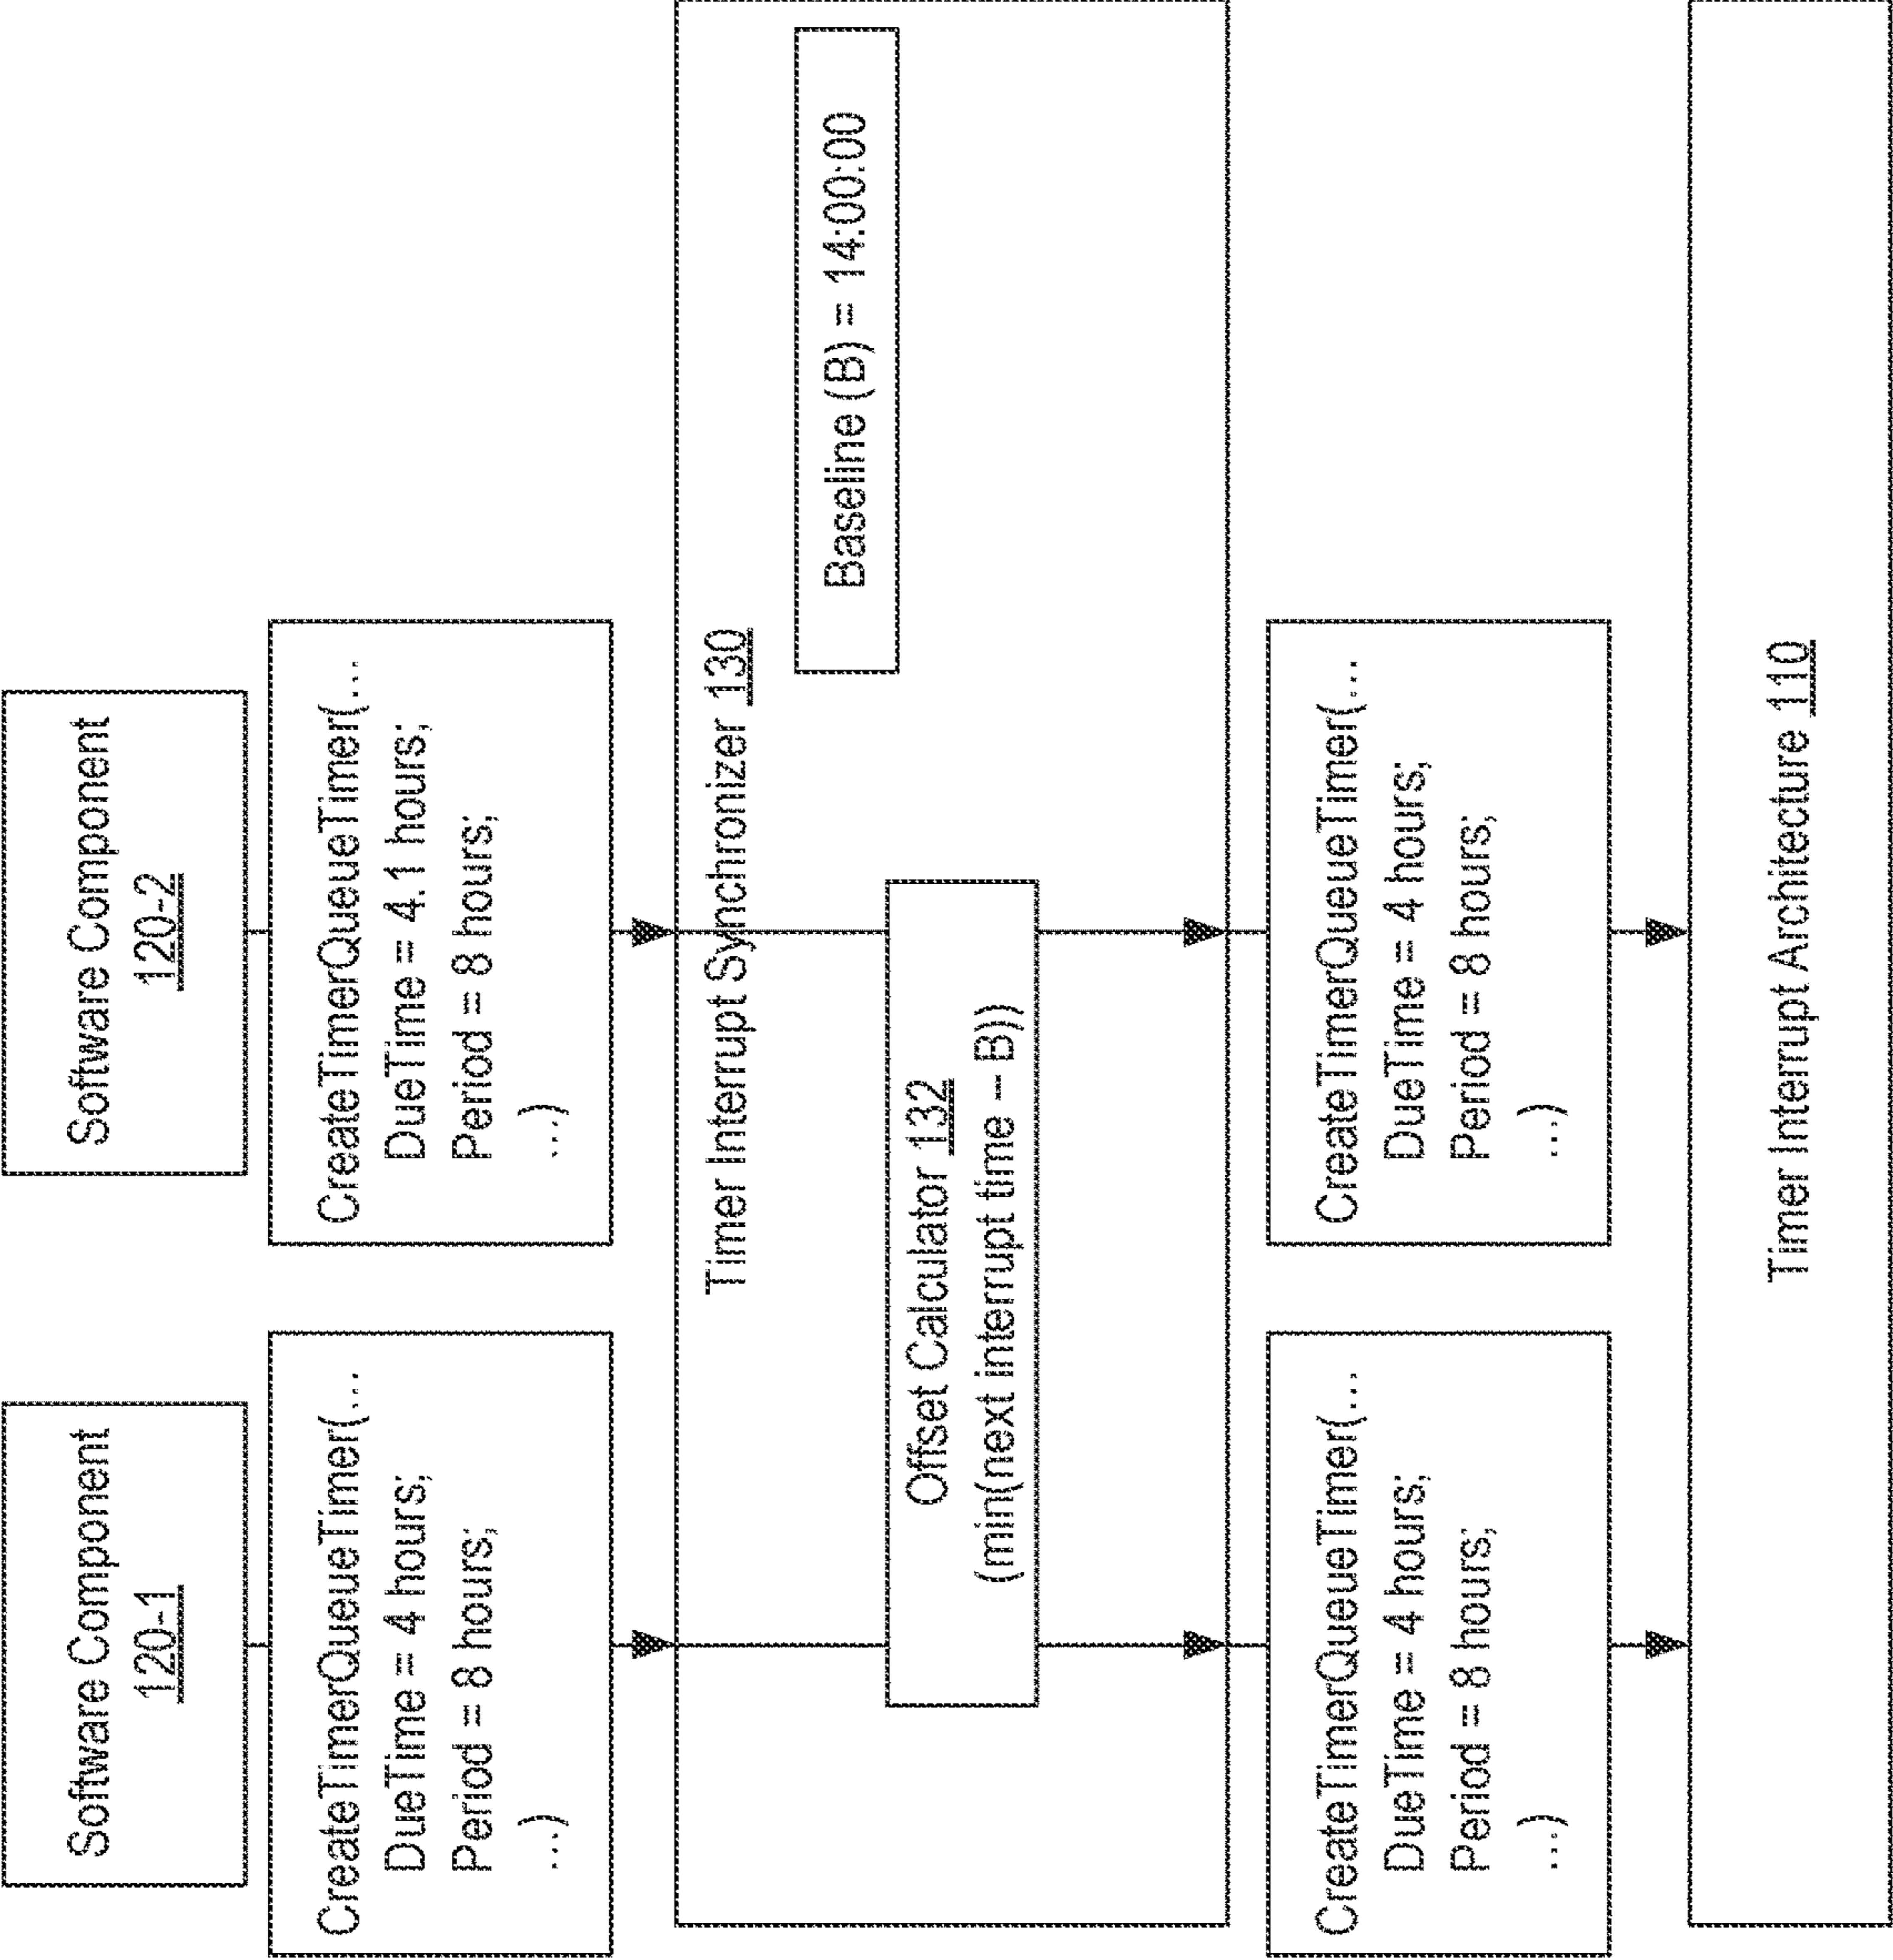 Software Component
120-1
Software Component
120-2
CreateTimerQueueTimer(...
DueTime = 4 hours;
Period = 8 hours;
...)
CreateTimerQueueTimer(...
DueTime = 4.1 hours;
Period = 8 hours;
...)
Timer Interrupt Synchronizer 130
Baseline (B) = 14:00:00
Offset Calculator 132
(min(next interrupt time – B))
CreateTimerQueueTimer(...
DueTime = 4 hours;
Period = 8 hours;
...)
CreateTimerQueueTimer(...
DueTime = 4 hours;
Period = 8 hours;
...)
Timer Interrupt Architecture 110